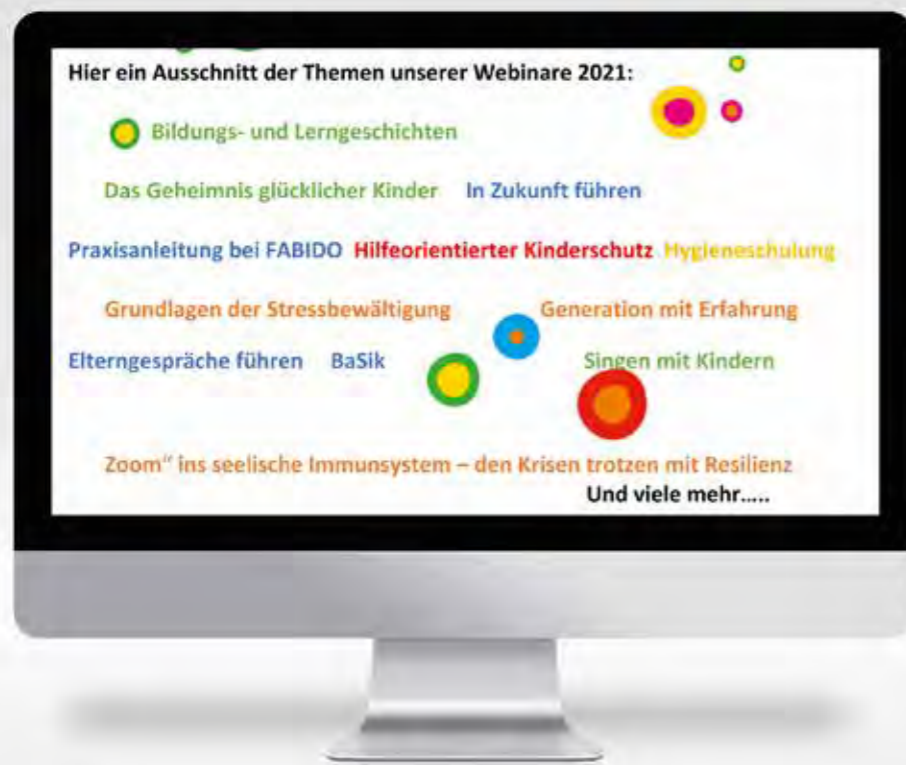 Hier ein Ausschnitt der Themen unserer Webinare 2021:
Bildungs- und Lerngeschichten
Das Geheimnis glücklicher Kinder In Zukunft führen
Praxisanleitung bei FABIDO Hilfeorientierter Kinderschutz Hygieneschulung
Grundlagen der Stressbewältigung Generation mit Erfahrung
Elterngespräche führen BaSik Singen mit Kindern
Zoom" ins seelische Immunsystem – den Krisen trotzen mit Resilienz
Und viele mehr.....